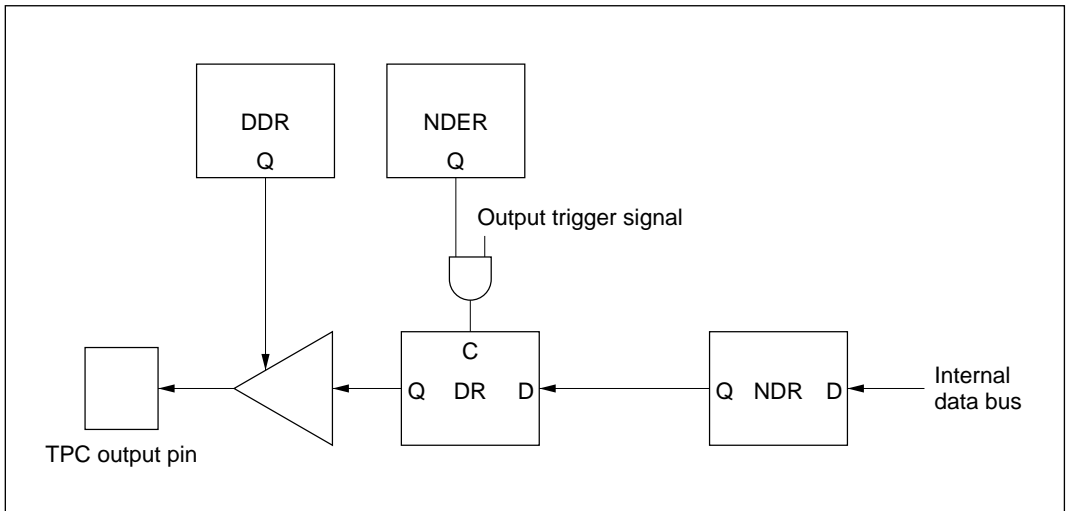 DDR
Q
NDER
Q
Output trigger signal
C
Q DR D
Q NDR D
Internal
data bus
TPC output pin